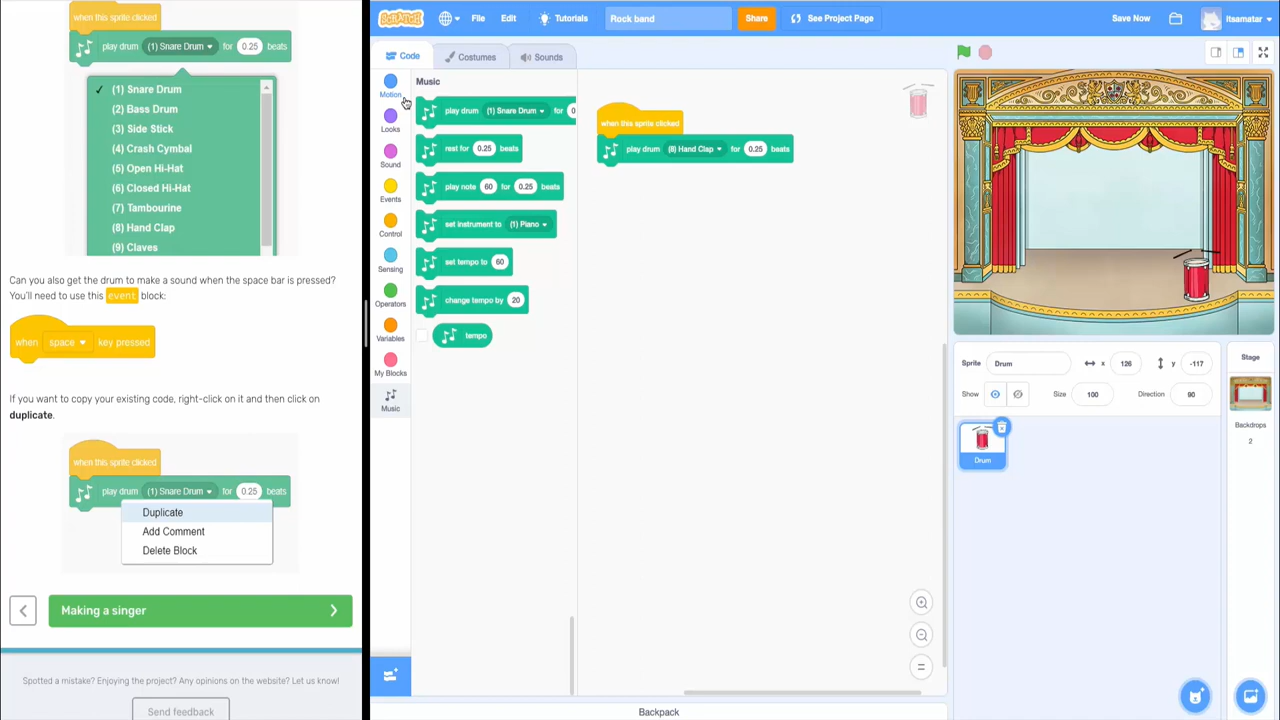 when this sprite clicked
play drum (1) Snare Drum for 0.25 beats
✓ (1) Snare Drum
(2) Bass Drum
(3) Side Stick
(4) Crash Cymbal
(5) Open Hi-Hat
(6) Closed Hi-Hat
(7) Tambourine
(8) Hand Clap
(9) Claves
Can you also get the drum to make a sound when the space bar is pressed?
You'll need to use this event block:
when space key pressed
If you want to copy your existing code, right-click on it and then click on
duplicate.
when this sprite clicked
play drum (1) Snare Drum for 0.25 beats
Duplicate
Add Comment
Delete Block
Making a singer
Spotted a mistake? Enjoying the project? Any opinions on the website? Let us know!
Send feedback
SCRATCH File Edit Tutorials Rock band Share See Project Page Save Now itsamatar
Code Costumes Sounds
Motion
Looks
Sound
Events
Control
Sensing
Operators
Variables
My Blocks
Music
Music
play drum (1) Snare Drum for 0
rest for 0.25 beats
play note 60 for 0.25 beats
set instrument to (1) Piano
set tempo to 60
change tempo by 20
tempo
when this sprite clicked
play drum (8) Hand Clap for 0.25 beats
Backpack
Sprite Drum x 126 y -117
Show Size 100 Direction 90
Drum
Stage
Backdrops
2